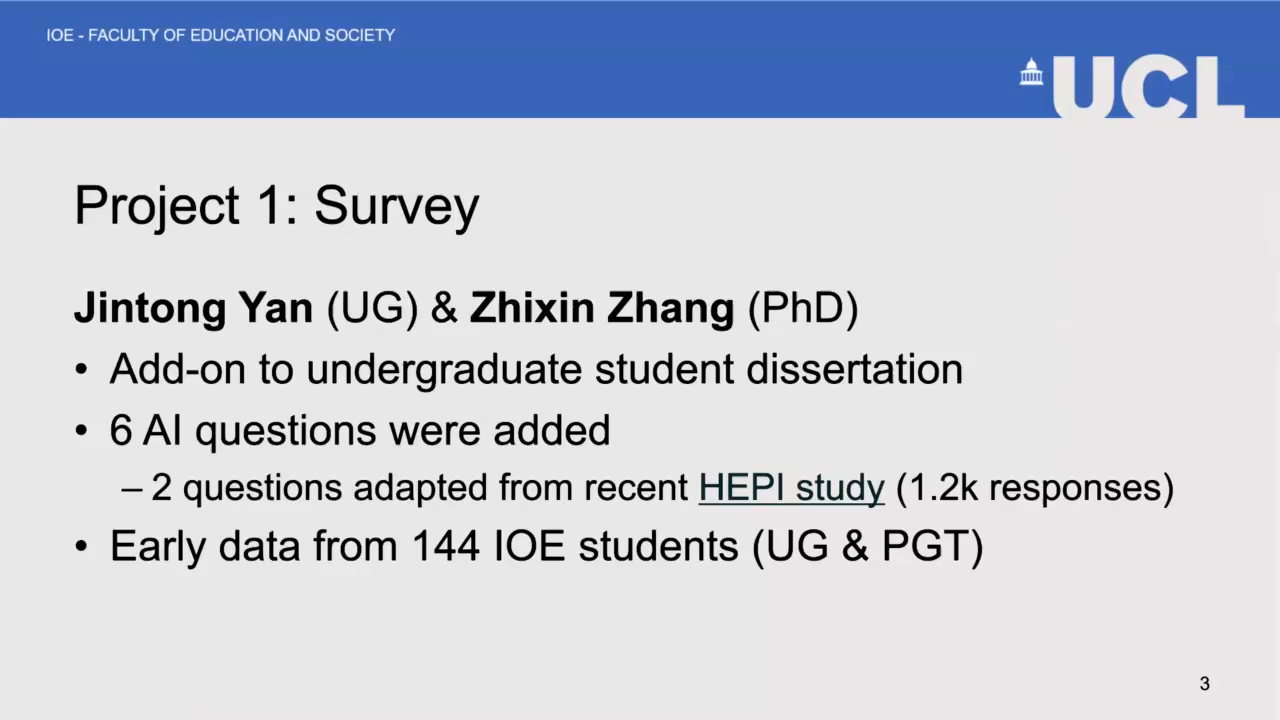 IOE - FACULTY OF EDUCATION AND SOCIETY
UCL
Project 1: Survey
Jintong Yan (UG) & Zhixin Zhang (PhD)
• Add-on to undergraduate student dissertation
• 6 AI questions were added
– 2 questions adapted from recent HEPI study (1.2k responses)
• Early data from 144 IOE students (UG & PGT)
3